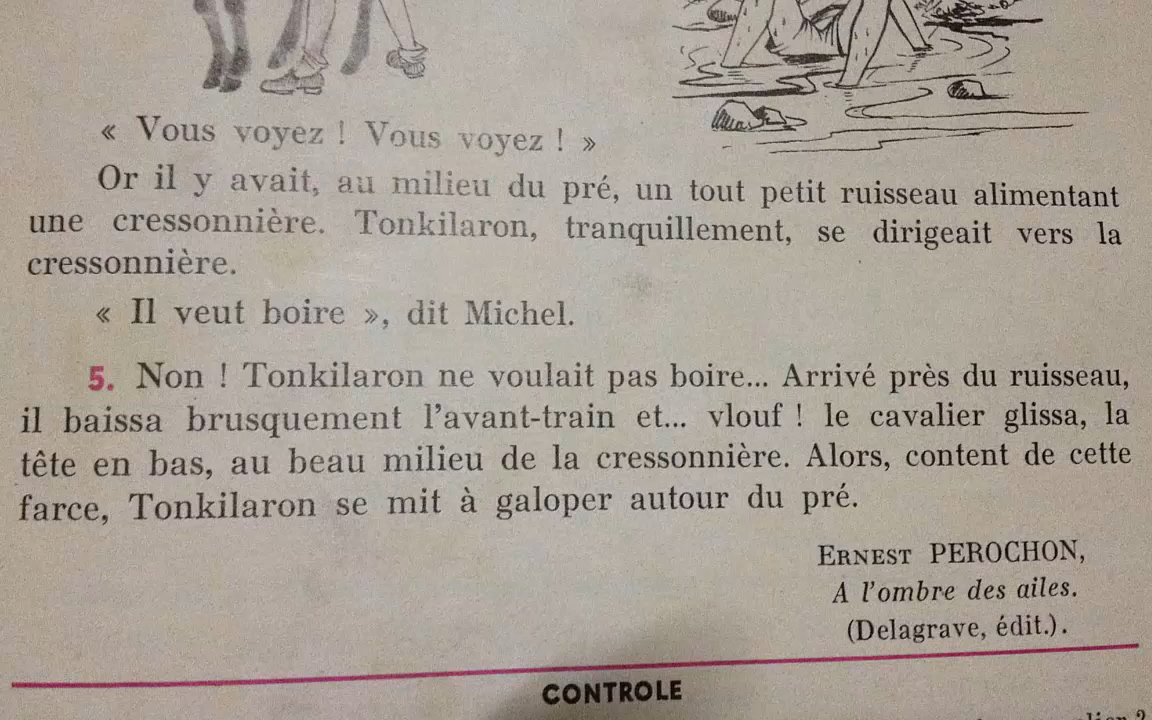 « Vous voyez ! Vous voyez ! »
Or il y avait, au milieu du pré, un tout petit ruisseau alimentant
une cressonnière. Tonkilaron, tranquillement, se dirigeait vers la
cressonnière.
« Il veut boire », dit Michel.
5. Non ! Tonkilaron ne voulait pas boire... Arrivé près du ruisseau,
il baissa brusquement l'avant-train et... vlouf ! le cavalier glissa, la
tête en bas, au beau milieu de la cressonnière. Alors, content de cette
farce, Tonkilaron se mit à galoper autour du pré.
ERNEST PEROCHON,
A l'ombre des ailes.
(Delagrave, édit.).
CONTROLE